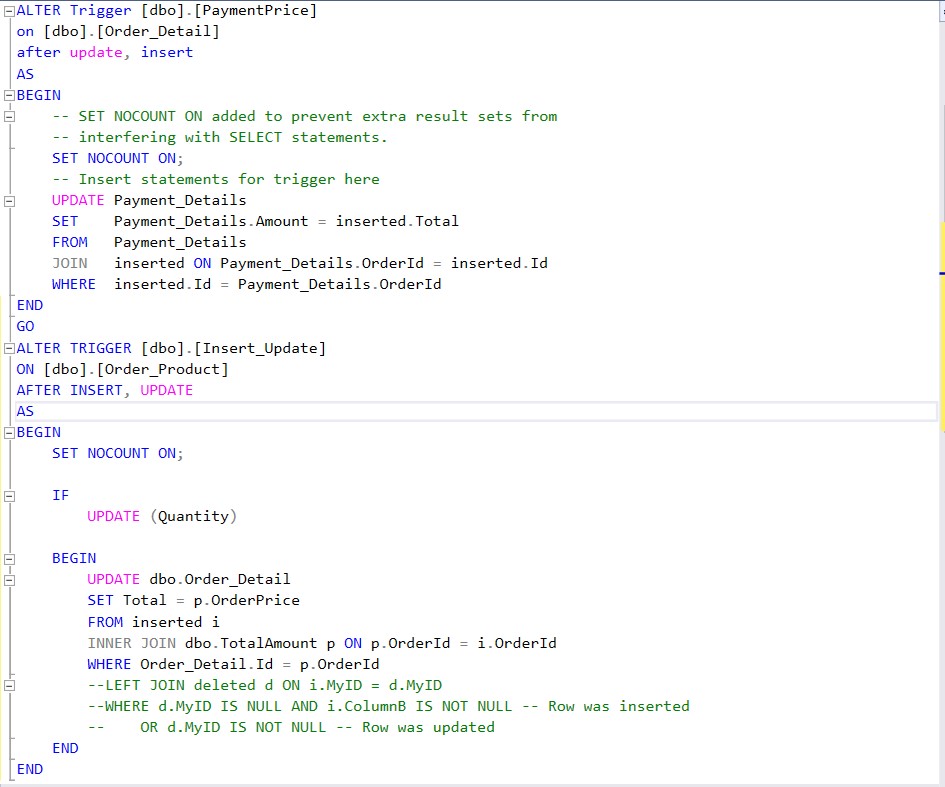 ALTER Trigger [dbo].[PaymentPrice]
on [dbo].[Order_Detail]
after update, insert
AS
BEGIN
    -- SET NOCOUNT ON added to prevent extra result sets from
    -- interfering with SELECT statements.
    SET NOCOUNT ON;
    -- Insert statements for trigger here
    UPDATE Payment_Details
    SET    Payment_Details.Amount = inserted.Total
    FROM   Payment_Details
    JOIN   inserted ON Payment_Details.OrderId = inserted.Id
    WHERE  inserted.Id = Payment_Details.OrderId
END
GO
ALTER TRIGGER [dbo].[Insert_Update]
ON [dbo].[Order_Product]
AFTER INSERT, UPDATE
AS
BEGIN
    SET NOCOUNT ON;
    IF
        UPDATE (Quantity)
    BEGIN
        UPDATE dbo.Order_Detail
        SET Total = p.OrderPrice
        FROM inserted i
        INNER JOIN dbo.TotalAmount p ON p.OrderId = i.OrderId
        WHERE Order_Detail.Id = p.OrderId
        --LEFT JOIN deleted d ON i.MyID = d.MyID
        --WHERE d.MyID IS NULL AND i.ColumnB IS NOT NULL -- Row was inserted
        --    OR d.MyID IS NOT NULL -- Row was updated
    END
END